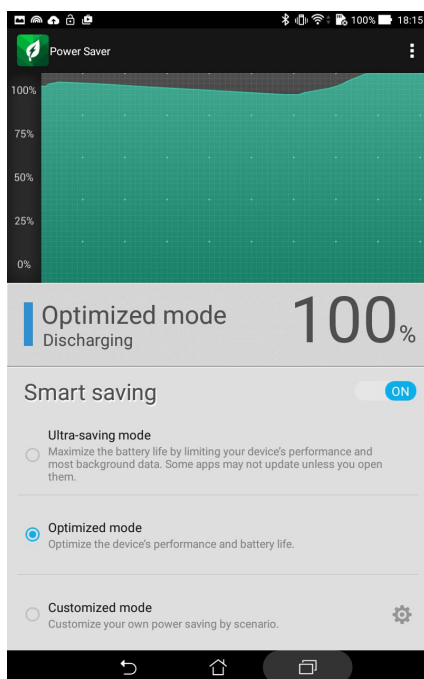 100% 18:15
Power Saver
100%
75%
50%
25%
0%
Optimized mode
Discharging
100%
Smart saving
ON
Ultra-saving mode
Maximize the battery life by limiting your device's performance and
most background data. Some apps may not update unless you open
them.
Optimized mode
Optimize the device's performance and battery life.
Customized mode
Customize your own power saving by scenario.